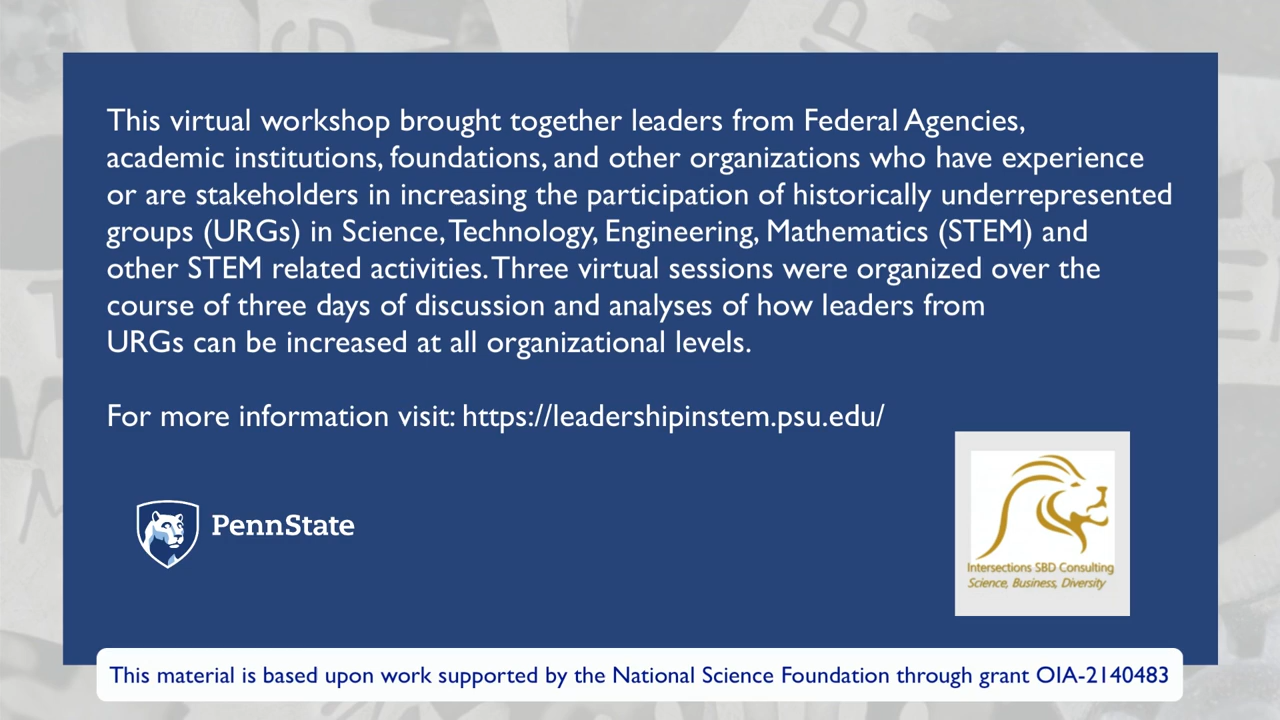 This virtual workshop brought together leaders from Federal Agencies,
academic institutions, foundations, and other organizations who have experience
or are stakeholders in increasing the participation of historically underrepresented
groups (URGs) in Science, Technology, Engineering, Mathematics (STEM) and
other STEM related activities. Three virtual sessions were organized over the
course of three days of discussion and analyses of how leaders from
URGs can be increased at all organizational levels.
For more information visit: https://leadershipinstem.psu.edu/
PennState
Intersections SBD Consulting
Science, Business, Diversity
This material is based upon work supported by the National Science Foundation through grant OIA-2140483